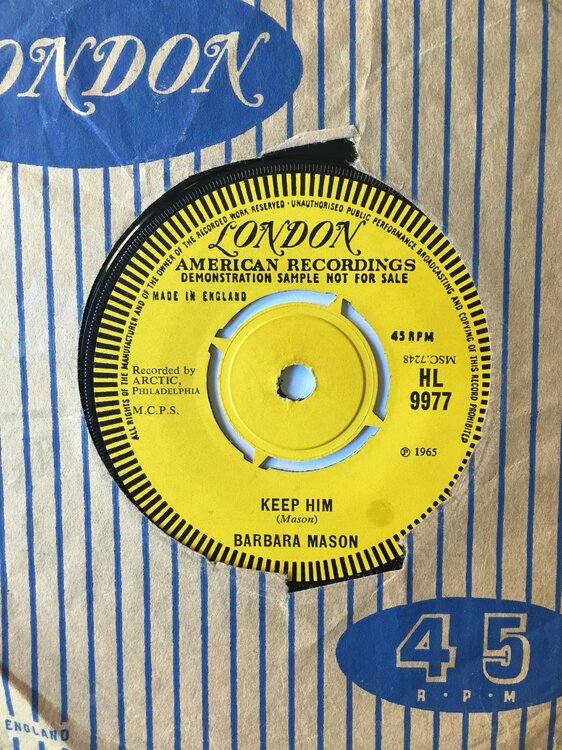 ONDON
ALL RIGHTS OF THE MANUFACTURER AND OF THE OWNER OF THE RECORDED WORK RESERVED · UNAUTHORISED PUBLIC PERFORMANCE BROADCASTING AND COPYING OF THIS RECORD PROHIBITED
LONDON
AMERICAN RECORDINGS
DEMONSTRATION SAMPLE NOT FOR SALE
MADE IN ENGLAND
45 RPM
MSC.7248
Recorded by
ARCTIC,
PHILADELPHIA
M.C.P.S.
HL
9977
℗ 1965
KEEP HIM
(Mason)
BARBARA MASON
45
R·P·M
ENGLAND